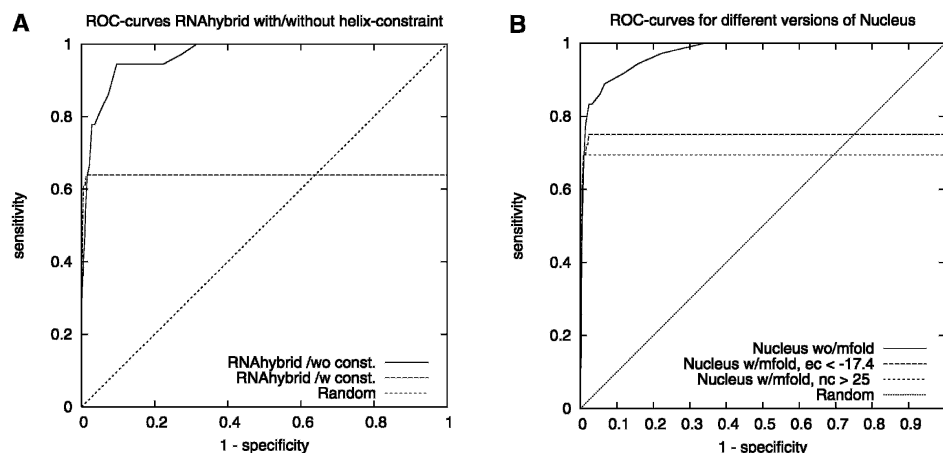 A
ROC-curves RNAhybrid with/without helix-constraint
1
0.8
0.6
0.4
0.2
0
sensitivity
RNAhybrid /wo const.
RNAhybrid /w const.
Random
0 0.2 0.4 0.6 0.8 1
1 - specificity
B
ROC-curves for different versions of Nucleus
1
0.8
0.6
0.4
0.2
0
sensitivity
Nucleus wo/mfold
Nucleus w/mfold, ec < -17.4
Nucleus w/mfold, nc > 25
Random
0 0.1 0.2 0.3 0.4 0.5 0.6 0.7 0.8 0.9
1 - specificity